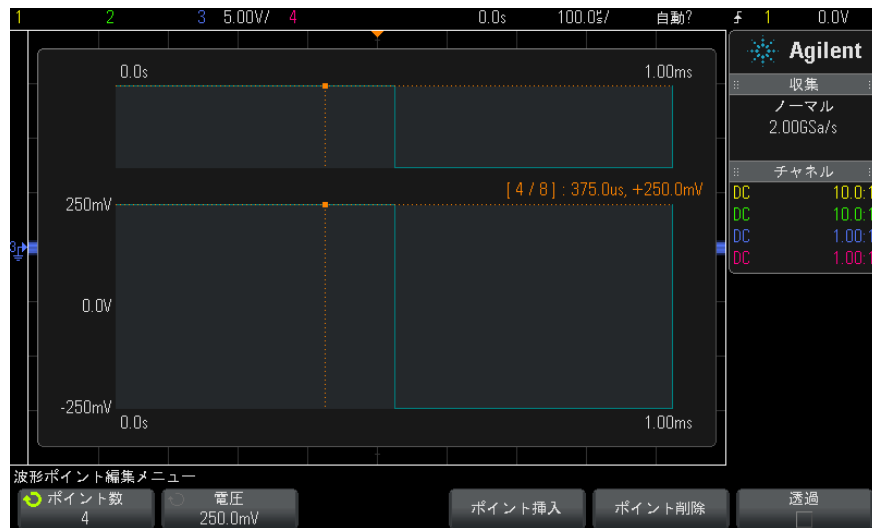 1 2 3 5.00V/ 4 0.0s 100.0us/ 自動? 1 0.0V
Agilent
収集
ノーマル
2.00GSa/s
チャネル
DC 10.0:1
DC 10.0:1
DC 1.00:1
DC 1.00:1
0.0s 1.00ms
[ 4 / 8 ] : 375.0us, +250.0mV
250mV
3
0.0V
-250mV
0.0s 1.00ms
波形ポイント編集メニュー
ポイント数
4
電圧
250.0mV
ポイント挿入
ポイント削除
透過